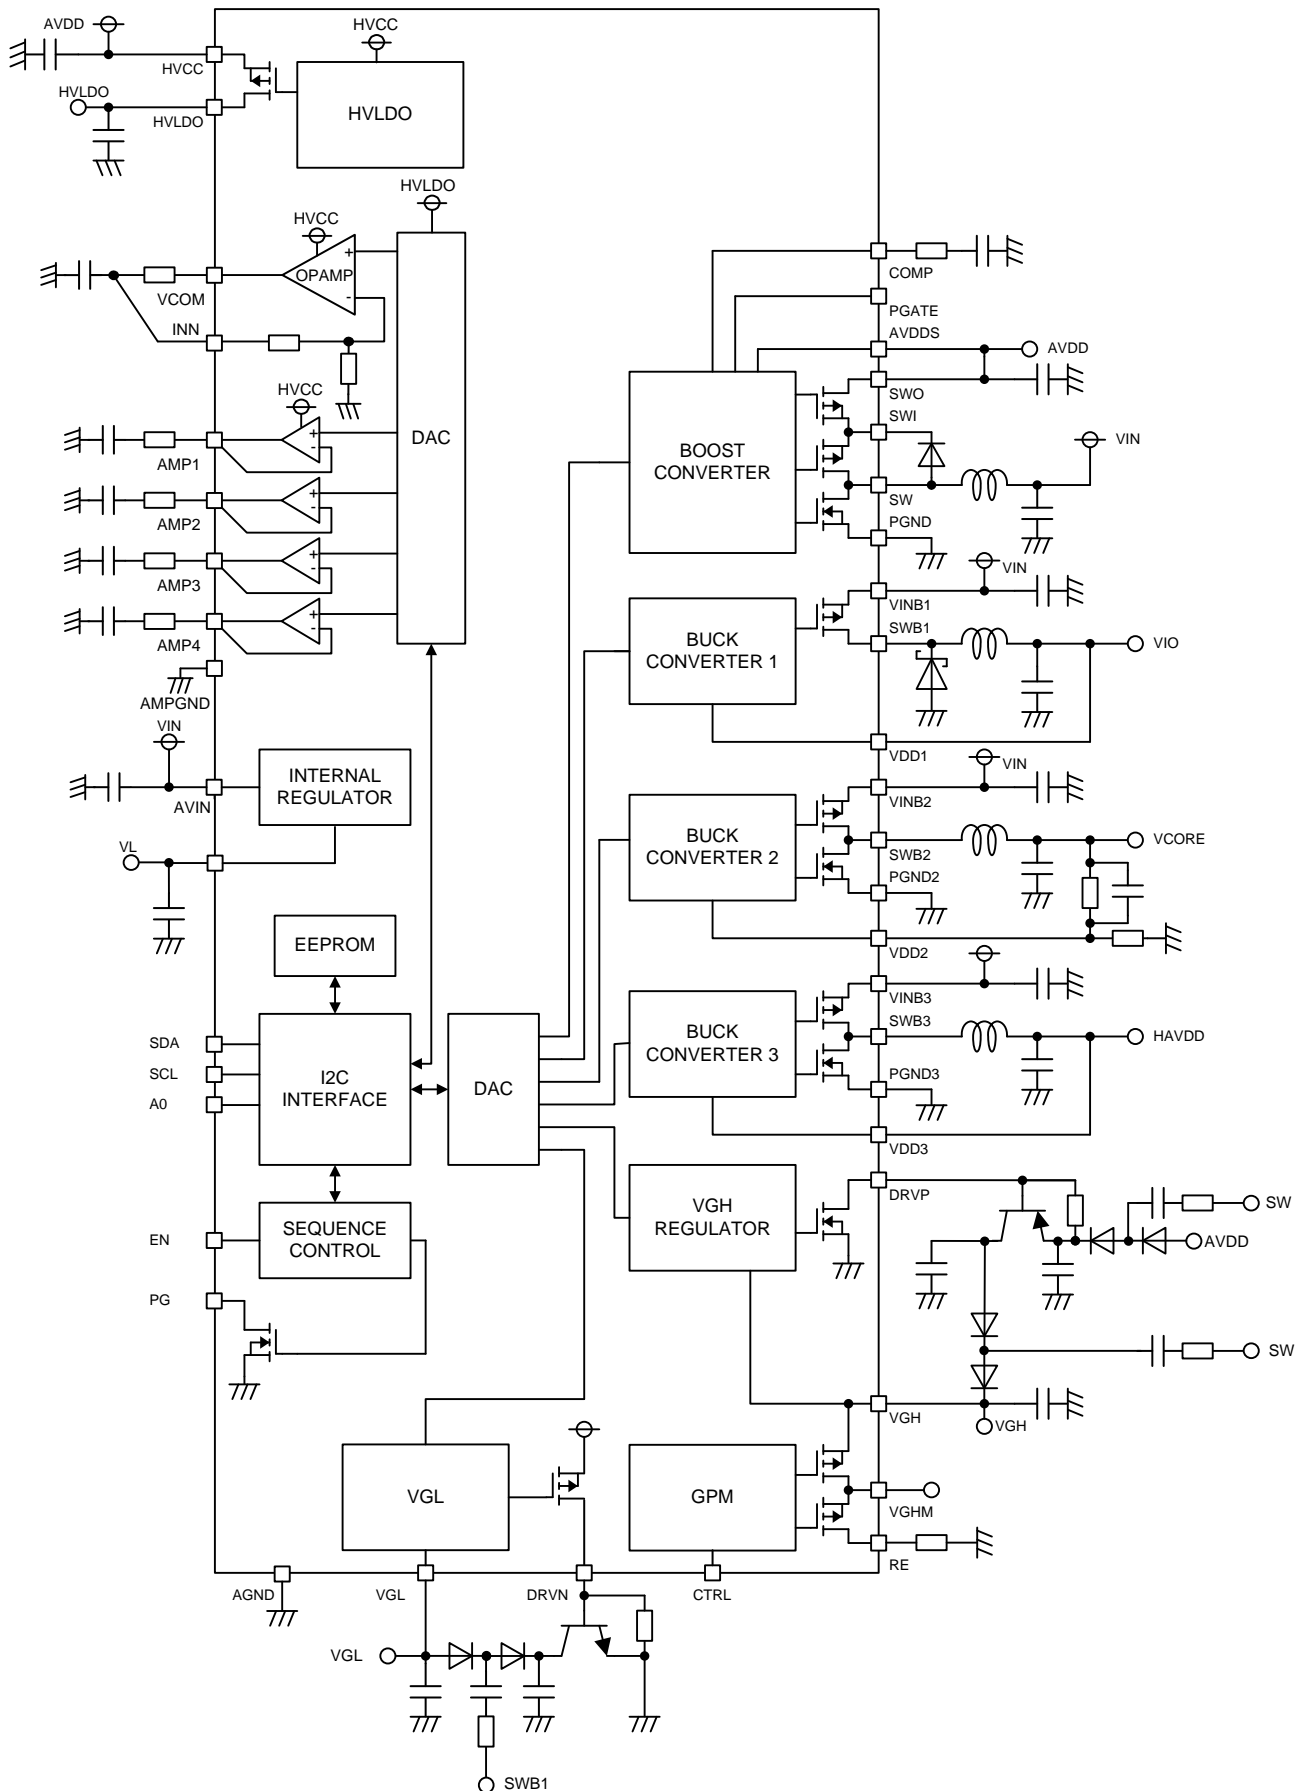 AVDD
HVCC
HVCC
HVLDO
HVLDO
HVLDO
HVLDO
HVCC
OPAMP
+
-
VCOM
INN
DAC
HVCC
+
-
AMP1
+
-
AMP2
+
-
AMP3
+
-
AMP4
AMPGND
VIN
AVIN
INTERNAL
REGULATOR
VL
EEPROM
SDA
SCL
A0
I2C
INTERFACE
DAC
EN
SEQUENCE
CONTROL
PG
VGL
AGND
VGL
DRVN
CTRL
VGL
SWB1
COMP
PGATE
AVDDS
AVDD
SWO
SWI
BOOST
CONVERTER
VIN
SW
PGND
VIN
VINB1
SWB1
BUCK
CONVERTER 1
VIO
VDD1
VIN
VINB2
BUCK
CONVERTER 2
SWB2
VCORE
PGND2
VDD2
VINB3
SWB3
BUCK
CONVERTER 3
HAVDD
PGND3
VDD3
DRVP
VGH
REGULATOR
SW
AVDD
SW
VGH
VGH
GPM
VGHM
RE